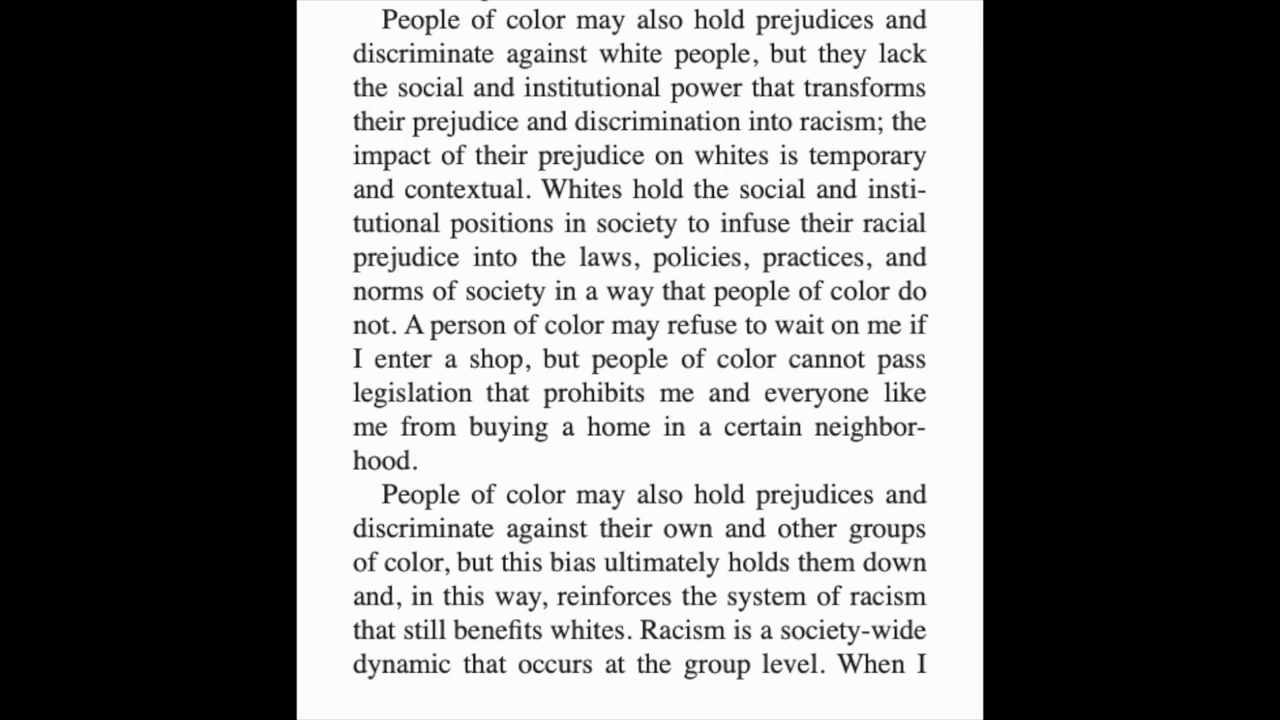 People of color may also hold prejudices and
discriminate against white people, but they lack
the social and institutional power that transforms
their prejudice and discrimination into racism; the
impact of their prejudice on whites is temporary
and contextual. Whites hold the social and insti-
tutional positions in society to infuse their racial
prejudice into the laws, policies, practices, and
norms of society in a way that people of color do
not. A person of color may refuse to wait on me if
I enter a shop, but people of color cannot pass
legislation that prohibits me and everyone like
me from buying a home in a certain neighbor-
hood.
People of color may also hold prejudices and
discriminate against their own and other groups
of color, but this bias ultimately holds them down
and, in this way, reinforces the system of racism
that still benefits whites. Racism is a society-wide
dynamic that occurs at the group level. When I